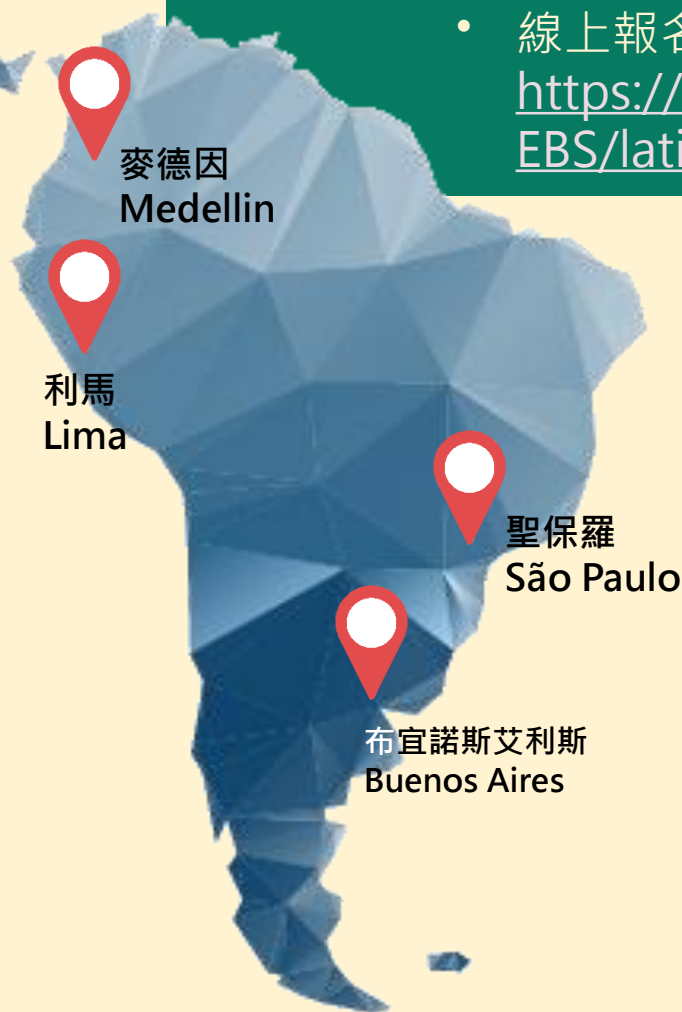 • 線上報名
https://
EBS/lati
麥德因
Medellin
利馬
Lima
聖保羅
São Paulo
布宜諾斯艾利斯
Buenos Aires